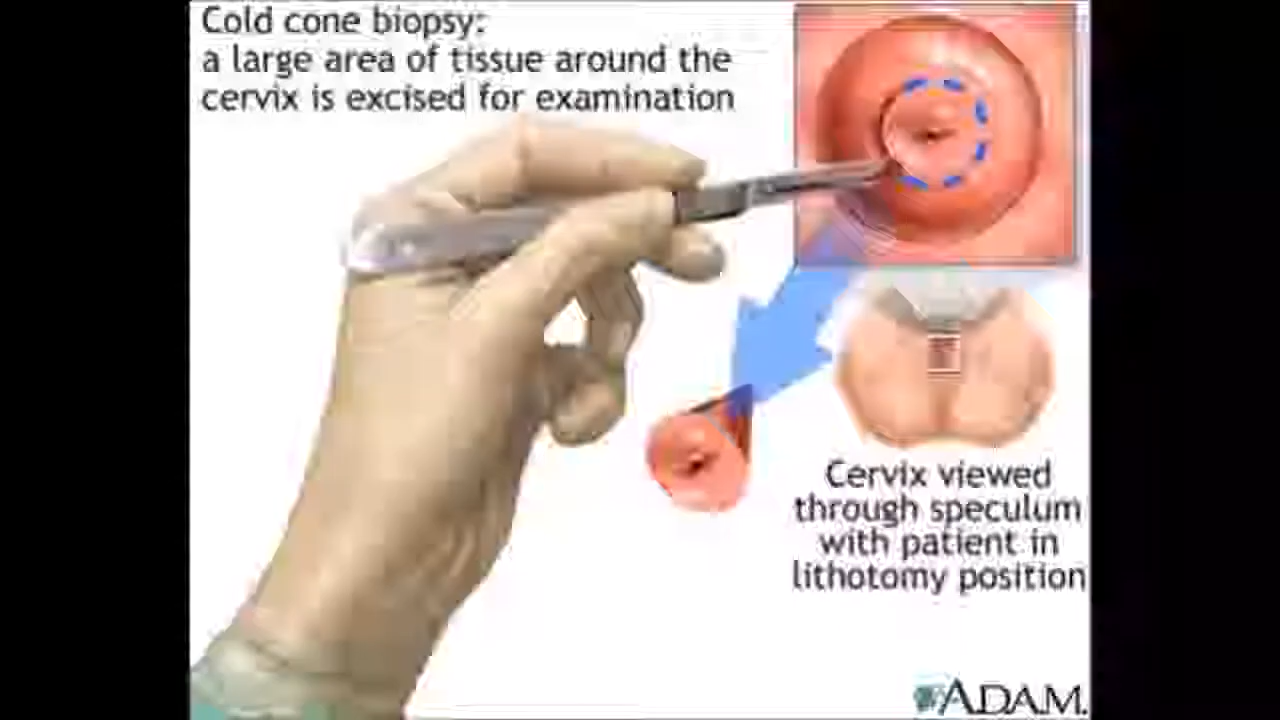 Cold cone biopsy:
a large area of tissue around the
cervix is excised for examination
Cervix viewed
through speculum
with patient in
lithotomy position
A.D.A.M.